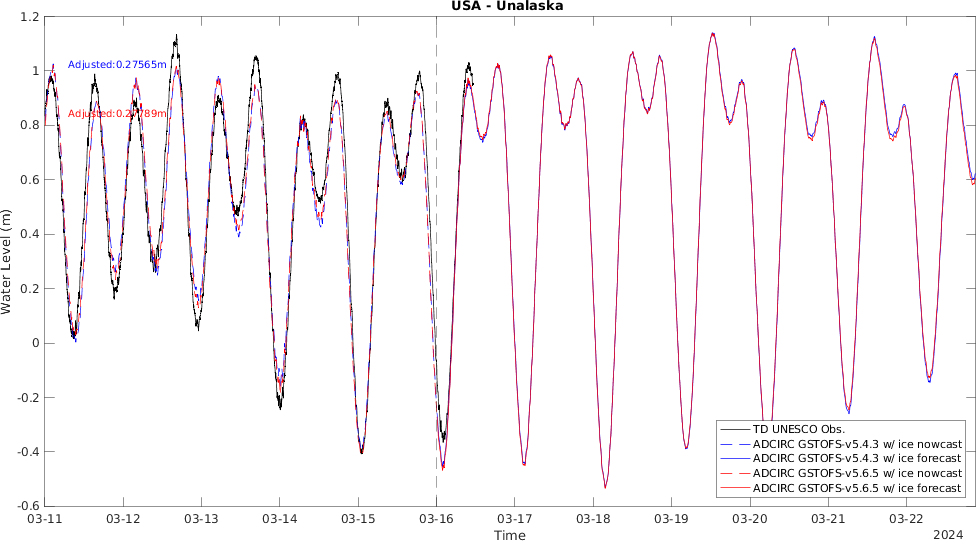 USA - Unalaska
1.2
1
0.8
0.6
0.4
0.2
0
-0.2
-0.4
-0.6
Water Level (m)
Adjusted:0.27565m
TD UNESCO Obs.
ADCIRC GSTOFS-v5.4.3 w/ ice nowcast
ADCIRC GSTOFS-v5.4.3 w/ ice forecast
ADCIRC GSTOFS-v5.6.5 w/ ice nowcast
ADCIRC GSTOFS-v5.6.5 w/ ice forecast
03-11 03-12 03-13 03-14 03-15 03-16 03-17 03-18 03-19 03-20 03-21 03-22
Time
2024